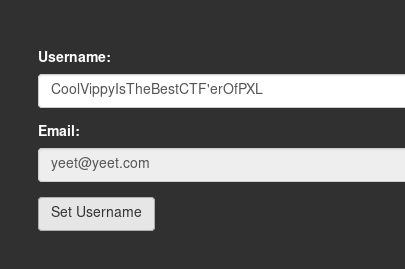 Username:
CoolVippyIsTheBestCTF'erOfPXL
Email:
yeet@yeet.com
Set Username